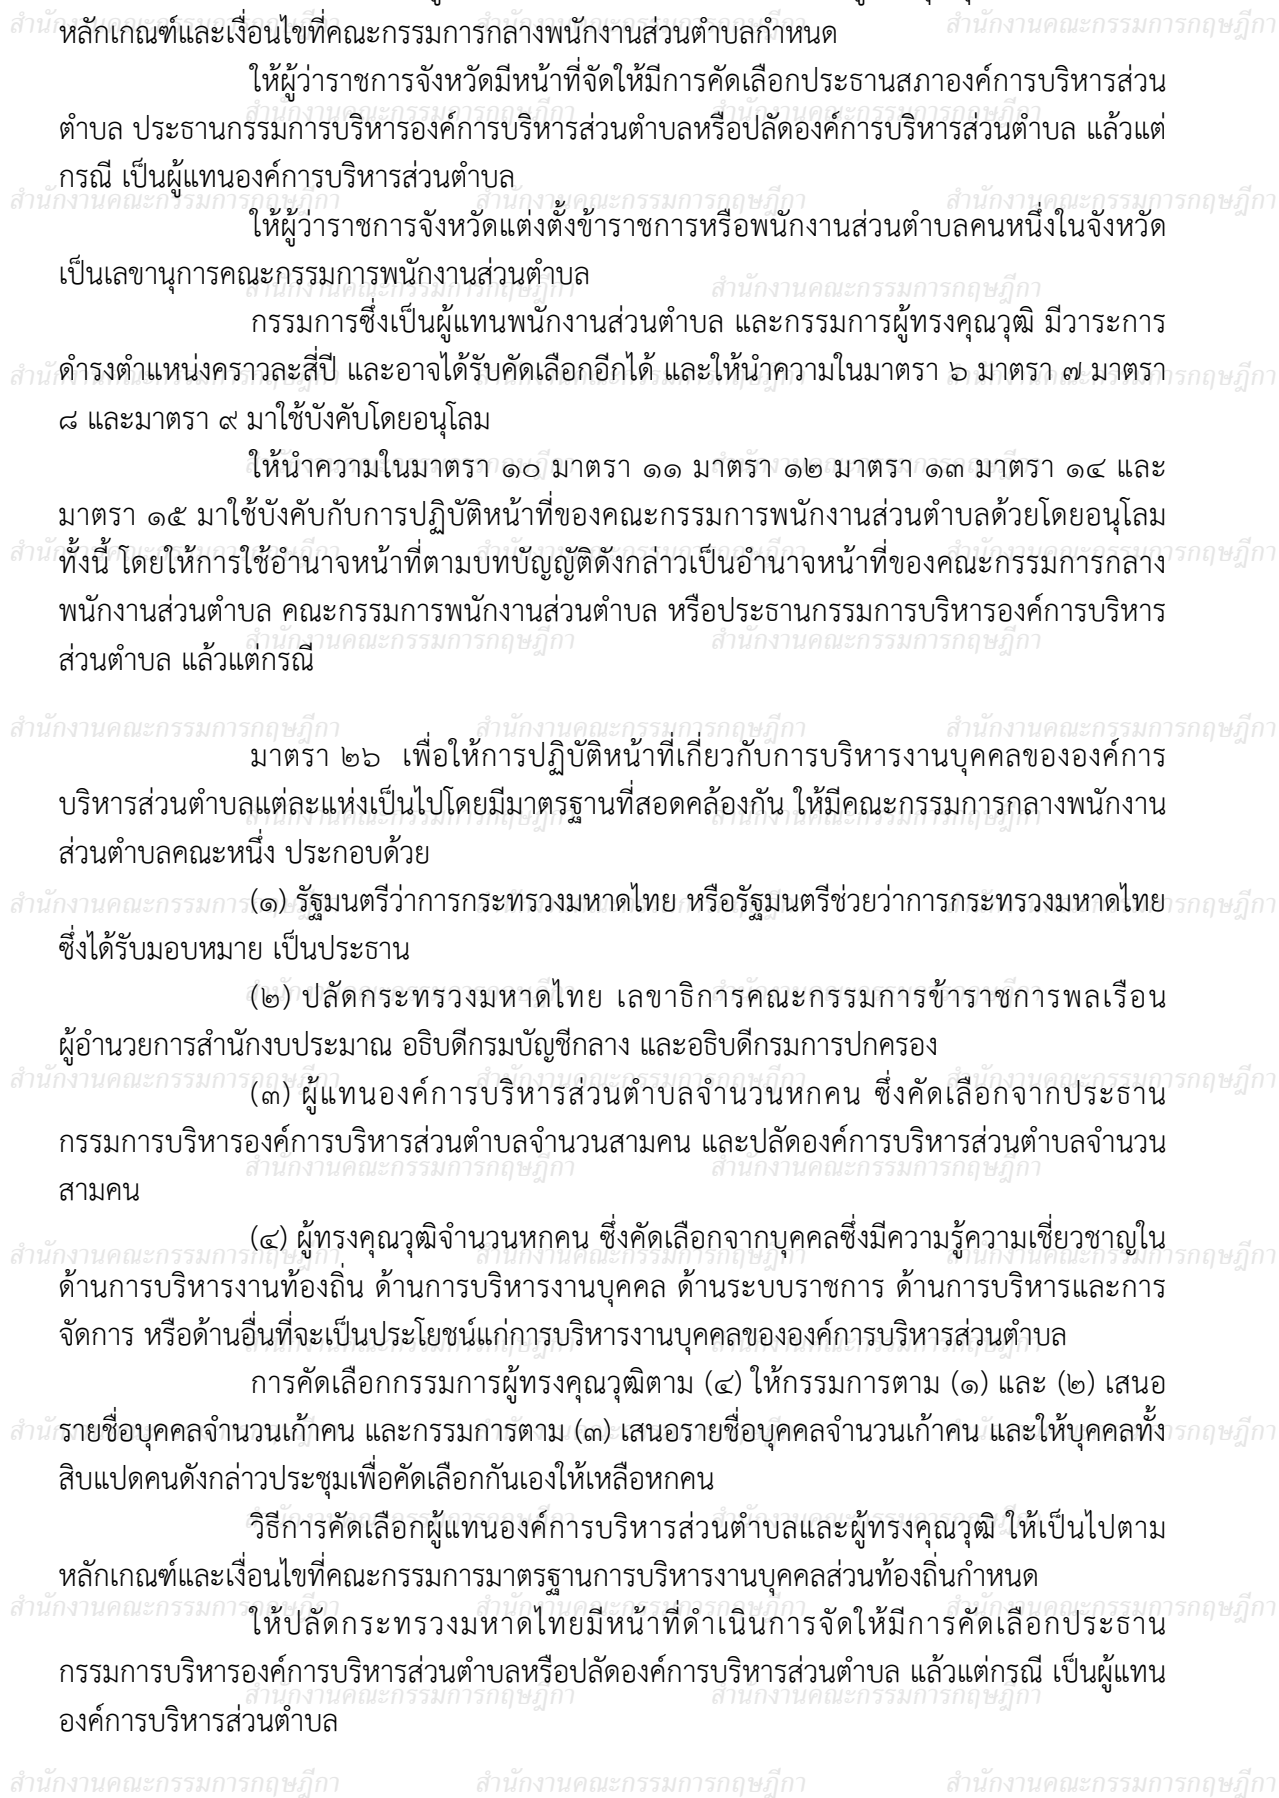 หลักเกณฑ์และเงื่อนไขที่คณะกรรมการกลางพนักงานส่วนตำบลกำหนด
ให้ผู้ว่าราชการจังหวัดมีหน้าที่จัดให้มีการคัดเลือกประธานสภาองค์การบริหารส่วน
ตำบล ประธานกรรมการบริหารองค์การบริหารส่วนตำบลหรือปลัดองค์การบริหารส่วนตำบล แล้วแต่
กรณี เป็นผู้แทนองค์การบริหารส่วนตำบล
ให้ผู้ว่าราชการจังหวัดแต่งตั้งข้าราชการหรือพนักงานส่วนตำบลคนหนึ่งในจังหวัด
เป็นเลขานุการคณะกรรมการพนักงานส่วนตำบล
กรรมการซึ่งเป็นผู้แทนพนักงานส่วนตำบล และกรรมการผู้ทรงคุณวุฒิ มีวาระการ
ดำรงตำแหน่งคราวละสี่ปี และอาจได้รับคัดเลือกอีกได้ และให้นำความในมาตรา ๖ มาตรา ๗ มาตรา
๘ และมาตรา ๙ มาใช้บังคับโดยอนุโลม
ให้นำความในมาตรา ๑๐ มาตรา ๑๑ มาตรา ๑๒ มาตรา ๑๓ มาตรา ๑๔ และ
มาตรา ๑๕ มาใช้บังคับกับการปฏิบัติหน้าที่ของคณะกรรมการพนักงานส่วนตำบลด้วยโดยอนุโลม
ทั้งนี้ โดยให้การใช้อำนาจหน้าที่ตามบทบัญญัติดังกล่าวเป็นอำนาจหน้าที่ของคณะกรรมการกลาง
พนักงานส่วนตำบล คณะกรรมการพนักงานส่วนตำบล หรือประธานกรรมการบริหารองค์การบริหาร
ส่วนตำบล แล้วแต่กรณี
มาตรา ๒๖ เพื่อให้การปฏิบัติหน้าที่เกี่ยวกับการบริหารงานบุคคลขององค์การ
บริหารส่วนตำบลแต่ละแห่งเป็นไปโดยมีมาตรฐานที่สอดคล้องกัน ให้มีคณะกรรมการกลางพนักงาน
ส่วนตำบลคณะหนึ่ง ประกอบด้วย
(๑) รัฐมนตรีว่าการกระทรวงมหาดไทย หรือรัฐมนตรีช่วยว่าการกระทรวงมหาดไทย
ซึ่งได้รับมอบหมาย เป็นประธาน
(๒) ปลัดกระทรวงมหาดไทย เลขาธิการคณะกรรมการข้าราชการพลเรือน
ผู้อำนวยการสำนักงบประมาณ อธิบดีกรมบัญชีกลาง และอธิบดีกรมการปกครอง
(๓) ผู้แทนองค์การบริหารส่วนตำบลจำนวนหกคน ซึ่งคัดเลือกจากประธาน
กรรมการบริหารองค์การบริหารส่วนตำบลจำนวนสามคน และปลัดองค์การบริหารส่วนตำบลจำนวน
สามคน
(๔) ผู้ทรงคุณวุฒิจำนวนหกคน ซึ่งคัดเลือกจากบุคคลซึ่งมีความรู้ความเชี่ยวชาญใน
ด้านการบริหารงานท้องถิ่น ด้านการบริหารงานบุคคล ด้านระบบราชการ ด้านการบริหารและการ
จัดการ หรือด้านอื่นที่จะเป็นประโยชน์แก่การบริหารงานบุคคลขององค์การบริหารส่วนตำบล
การคัดเลือกกรรมการผู้ทรงคุณวุฒิตาม (๔) ให้กรรมการตาม (๑) และ (๒) เสนอ
รายชื่อบุคคลจำนวนเก้าคน และกรรมการตาม (๓) เสนอรายชื่อบุคคลจำนวนเก้าคน และให้บุคคลทั้ง
สิบแปดคนดังกล่าวประชุมเพื่อคัดเลือกกันเองให้เหลือหกคน
วิธีการคัดเลือกผู้แทนองค์การบริหารส่วนตำบลและผู้ทรงคุณวุฒิ ให้เป็นไปตาม
หลักเกณฑ์และเงื่อนไขที่คณะกรรมการมาตรฐานการบริหารงานบุคคลส่วนท้องถิ่นกำหนด
ให้ปลัดกระทรวงมหาดไทยมีหน้าที่ดำเนินการจัดให้มีการคัดเลือกประธาน
กรรมการบริหารองค์การบริหารส่วนตำบลหรือปลัดองค์การบริหารส่วนตำบล แล้วแต่กรณี เป็นผู้แทน
องค์การบริหารส่วนตำบล
สำนักงานคณะกรรมการกฤษฎีกา สำนักงานคณะกรรมการกฤษฎีกา สำนักงานคณะกรรมการกฤษฎีกา